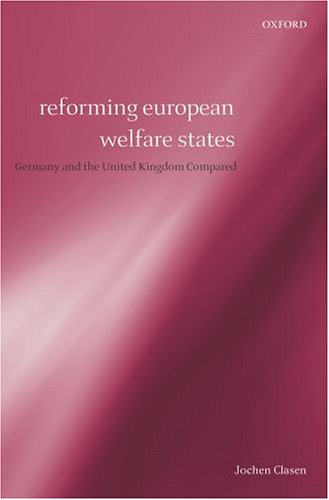 OXFORD
reforming european
welfare states
Germany and the United Kingdom Compared
Jochen Clasen